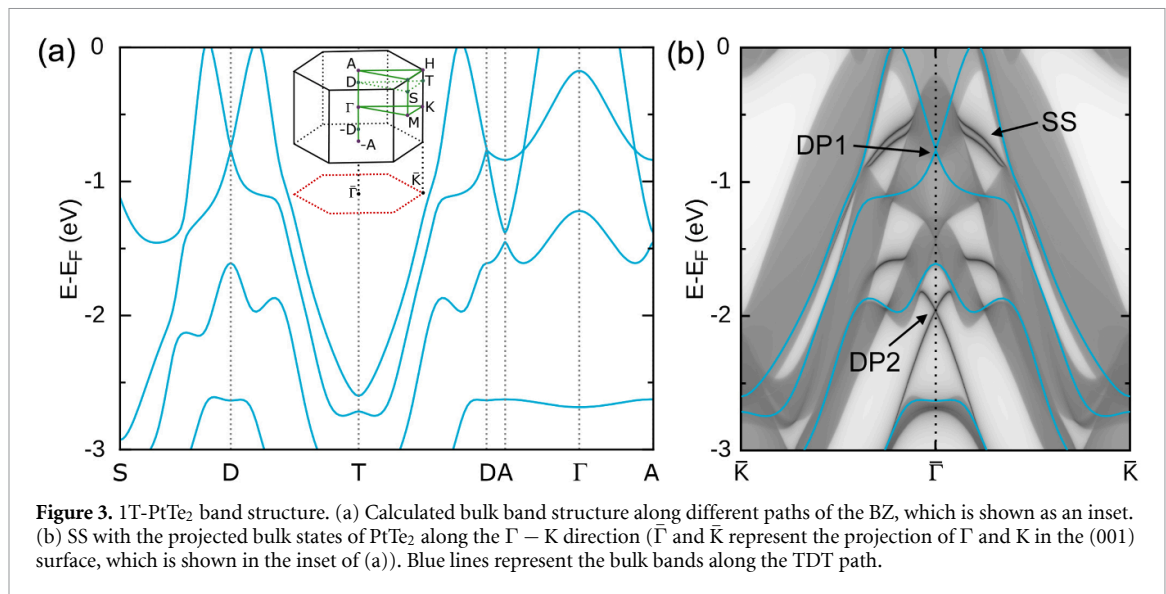 (a)
(b)
0
-1
-2
-3
E-E_F (eV)
S D T D A Γ A
A
H
D
T
S
Γ
K
M
-D
-A
Γ̄
K̄
0
-1
-2
-3
E-E_F (eV)
DP1
SS
DP2
K̄ Γ̄ K̄
Figure 3. 1T-PtTe₂ band structure. (a) Calculated bulk band structure along different paths of the BZ, which is shown as an inset.
(b) SS with the projected bulk states of PtTe₂ along the Γ − K direction (Γ̄ and K̄ represent the projection of Γ and K in the (001)
surface, which is shown in the inset of (a)). Blue lines represent the bulk bands along the TDT path.